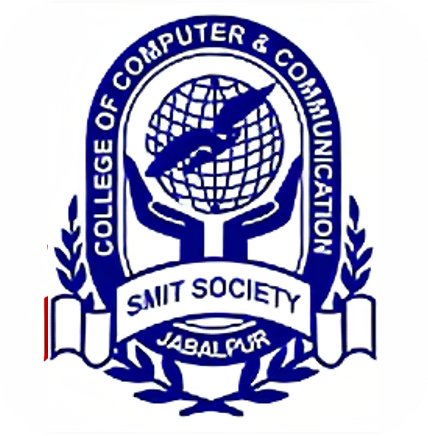 COLLEGE OF COMPUTER & COMMUNICATION
SMIT SOCIETY
JABALPUR